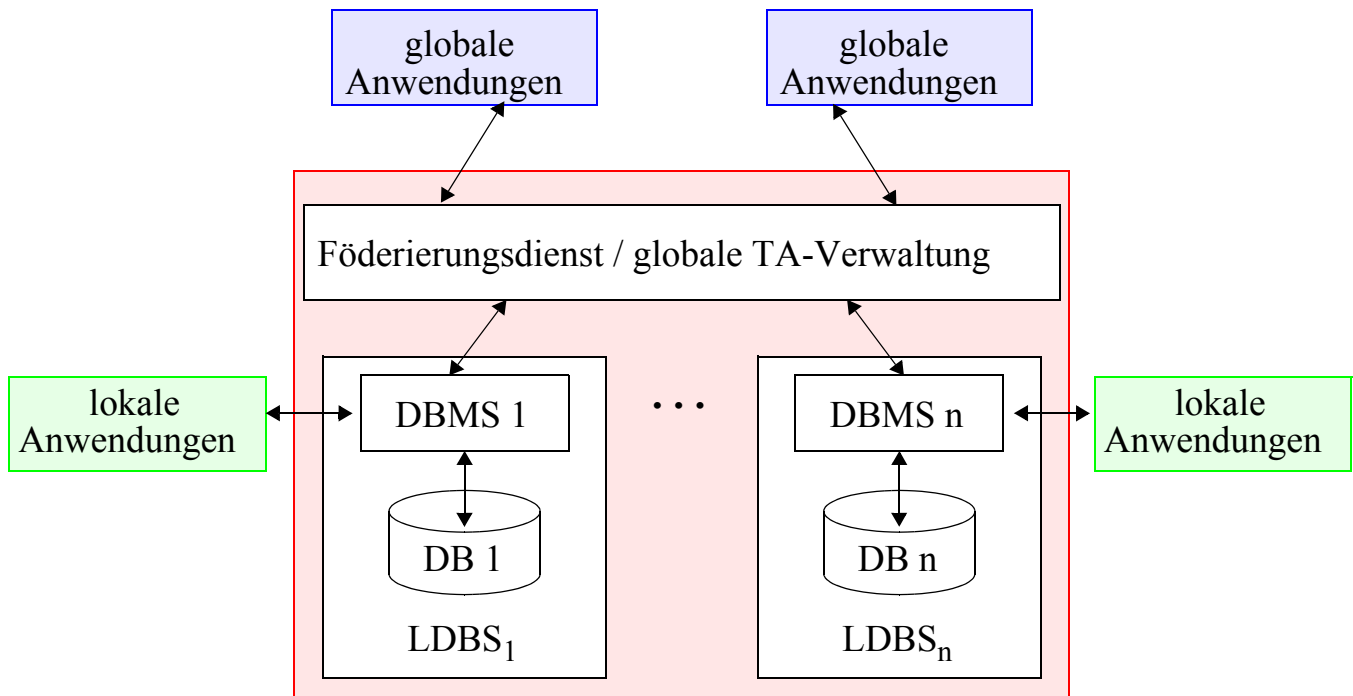 globale
Anwendungen
globale
Anwendungen
Föderierungsdienst / globale TA-Verwaltung
lokale
Anwendungen
DBMS 1
...
DBMS n
lokale
Anwendungen
DB 1
DB n
LDBS1
LDBSn